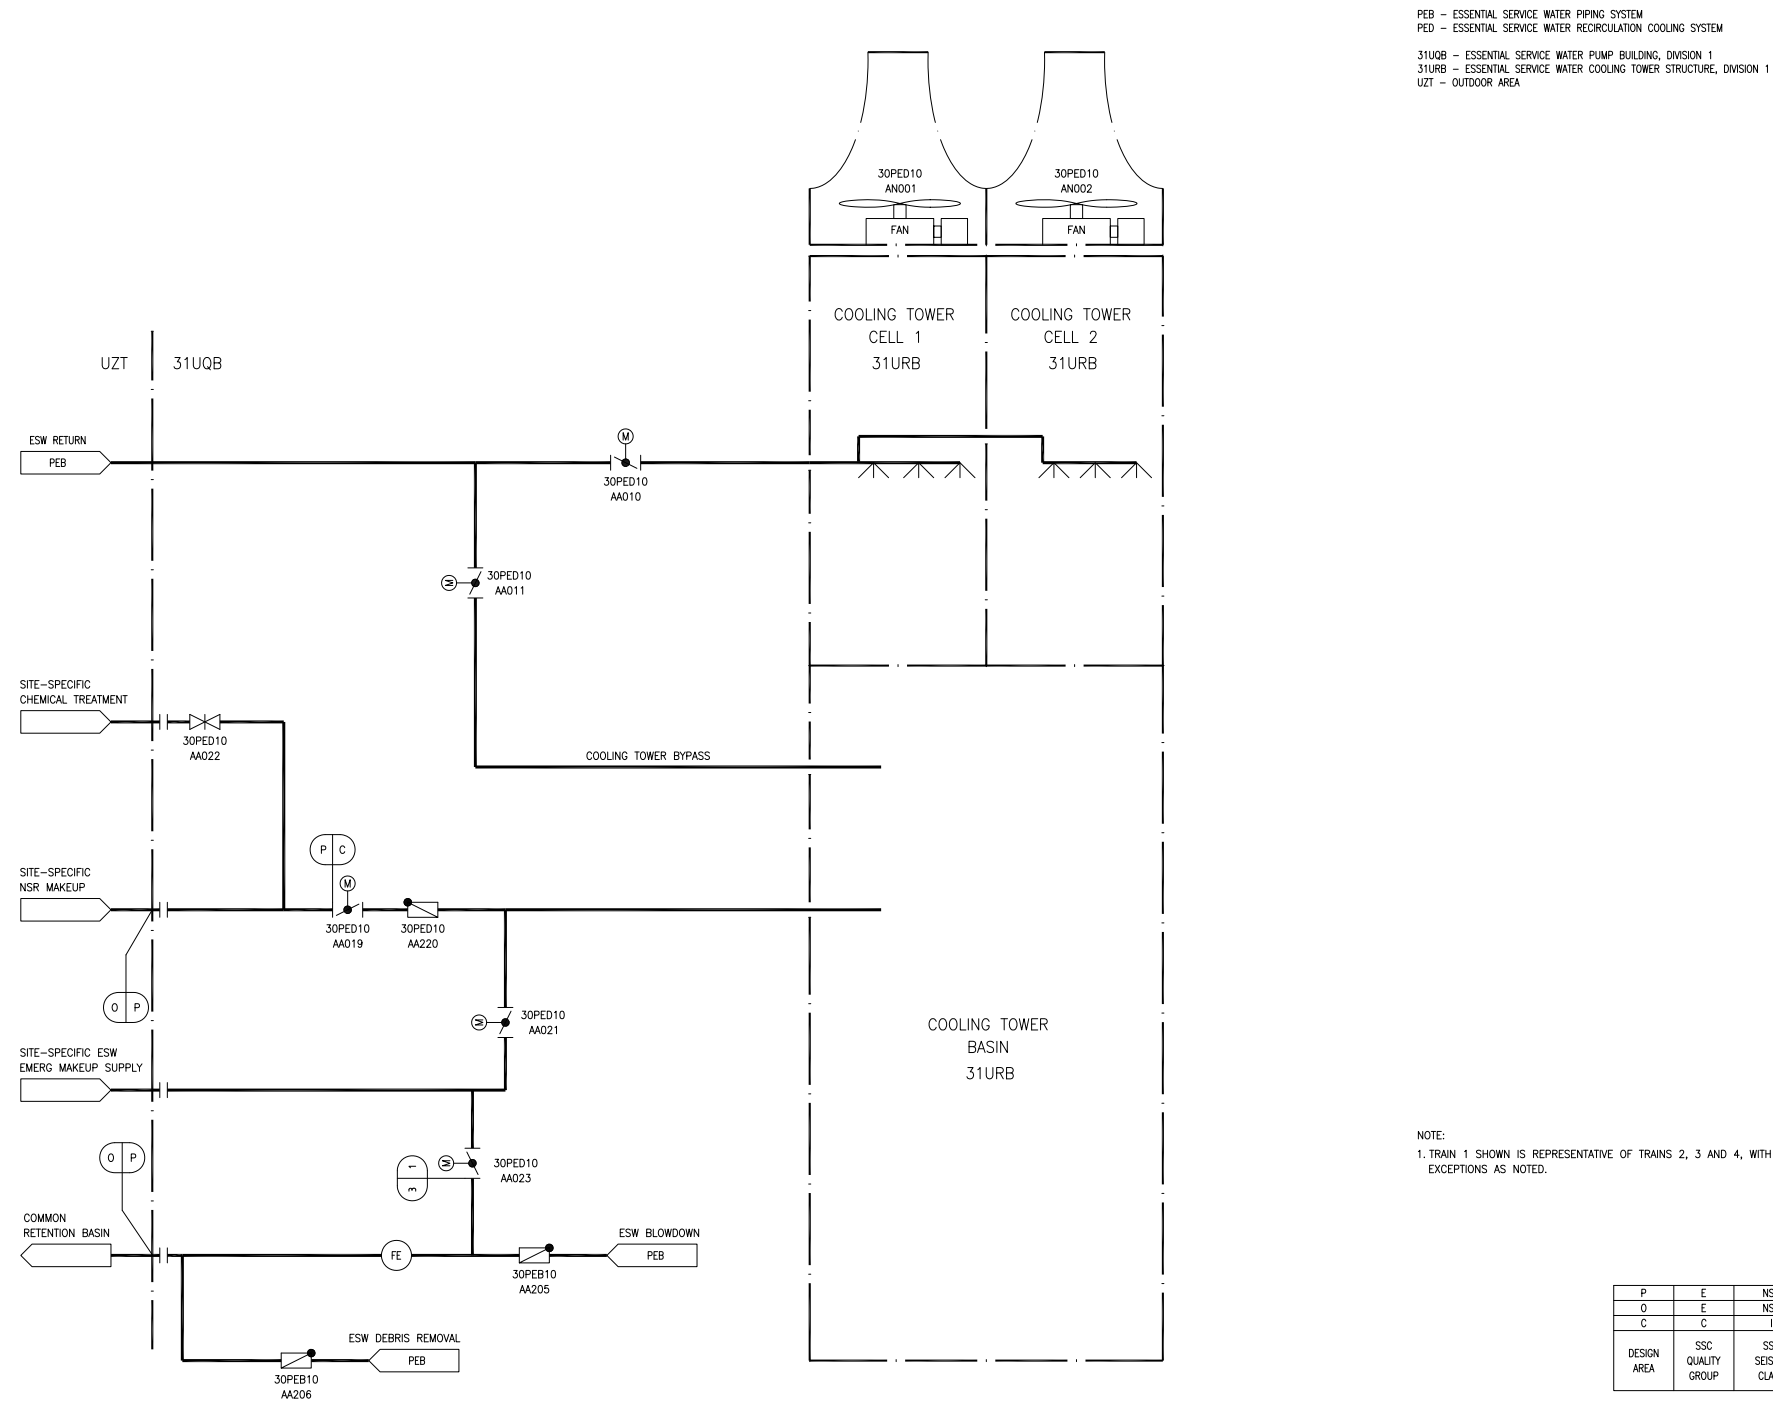 PEB – ESSENTIAL SERVICE WATER PIPING SYSTEM
PED – ESSENTIAL SERVICE WATER RECIRCULATION COOLING SYSTEM
31UQB – ESSENTIAL SERVICE WATER PUMP BUILDING, DIVISION 1
31URB – ESSENTIAL SERVICE WATER COOLING TOWER STRUCTURE, DIVISION 1
UZT – OUTDOOR AREA
30PED10
AN001
FAN
30PED10
AN002
FAN
COOLING TOWER
CELL 1
31URB
COOLING TOWER
CELL 2
31URB
UZT
31UQB
ESW RETURN
PEB
M
30PED10
AA010
M
30PED10
AA011
SITE–SPECIFIC
CHEMICAL TREATMENT
30PED10
AA022
COOLING TOWER BYPASS
P C
SITE–SPECIFIC
NSR MAKEUP
M
30PED10
AA019
30PED10
AA220
O P
M
30PED10
AA021
COOLING TOWER
BASIN
31URB
SITE–SPECIFIC ESW
EMERG MAKEUP SUPPLY
O P
3 1
M
30PED10
AA023
COMMON
RETENTION BASIN
FE
30PEB10
AA205
ESW BLOWDOWN
PEB
ESW DEBRIS REMOVAL
PEB
30PEB10
AA206
NOTE:
1. TRAIN 1 SHOWN IS REPRESENTATIVE OF TRAINS 2, 3 AND 4, WITH
EXCEPTIONS AS NOTED.
P E
O E
C C I
DESIGN
AREA
SSC
QUALITY
GROUP